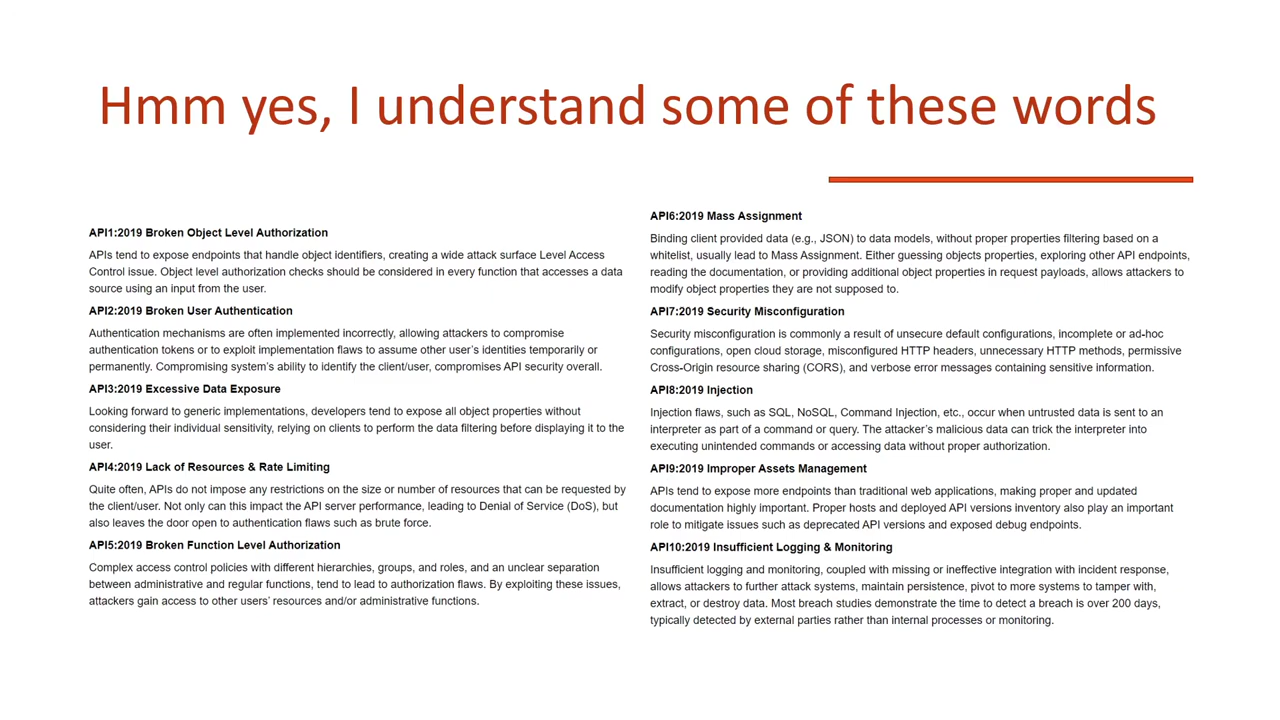 Hmm yes, I understand some of these words
API1:2019 Broken Object Level Authorization
APIs tend to expose endpoints that handle object identifiers, creating a wide attack surface Level Access
Control issue. Object level authorization checks should be considered in every function that accesses a data
source using an input from the user.
API2:2019 Broken User Authentication
Authentication mechanisms are often implemented incorrectly, allowing attackers to compromise
authentication tokens or to exploit implementation flaws to assume other user's identities temporarily or
permanently. Compromising system's ability to identify the client/user, compromises API security overall.
API3:2019 Excessive Data Exposure
Looking forward to generic implementations, developers tend to expose all object properties without
considering their individual sensitivity, relying on clients to perform the data filtering before displaying it to the
user.
API4:2019 Lack of Resources & Rate Limiting
Quite often, APIs do not impose any restrictions on the size or number of resources that can be requested by
the client/user. Not only can this impact the API server performance, leading to Denial of Service (DoS), but
also leaves the door open to authentication flaws such as brute force.
API5:2019 Broken Function Level Authorization
Complex access control policies with different hierarchies, groups, and roles, and an unclear separation
between administrative and regular functions, tend to lead to authorization flaws. By exploiting these issues,
attackers gain access to other users' resources and/or administrative functions.
API6:2019 Mass Assignment
Binding client provided data (e.g., JSON) to data models, without proper properties filtering based on a
whitelist, usually lead to Mass Assignment. Either guessing objects properties, exploring other API endpoints,
reading the documentation, or providing additional object properties in request payloads, allows attackers to
modify object properties they are not supposed to.
API7:2019 Security Misconfiguration
Security misconfiguration is commonly a result of unsecure default configurations, incomplete or ad-hoc
configurations, open cloud storage, misconfigured HTTP headers, unnecessary HTTP methods, permissive
Cross-Origin resource sharing (CORS), and verbose error messages containing sensitive information.
API8:2019 Injection
Injection flaws, such as SQL, NoSQL, Command Injection, etc., occur when untrusted data is sent to an
interpreter as part of a command or query. The attacker's malicious data can trick the interpreter into
executing unintended commands or accessing data without proper authorization.
API9:2019 Improper Assets Management
APIs tend to expose more endpoints than traditional web applications, making proper and updated
documentation highly important. Proper hosts and deployed API versions inventory also play an important
role to mitigate issues such as deprecated API versions and exposed debug endpoints.
API10:2019 Insufficient Logging & Monitoring
Insufficient logging and monitoring, coupled with missing or ineffective integration with incident response,
allows attackers to further attack systems, maintain persistence, pivot to more systems to tamper with,
extract, or destroy data. Most breach studies demonstrate the time to detect a breach is over 200 days,
typically detected by external parties rather than internal processes or monitoring.